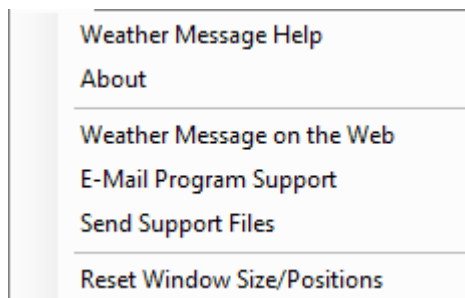 Weather Message Help
About
Weather Message on the Web
E-Mail Program Support
Send Support Files
Reset Window Size/Positions